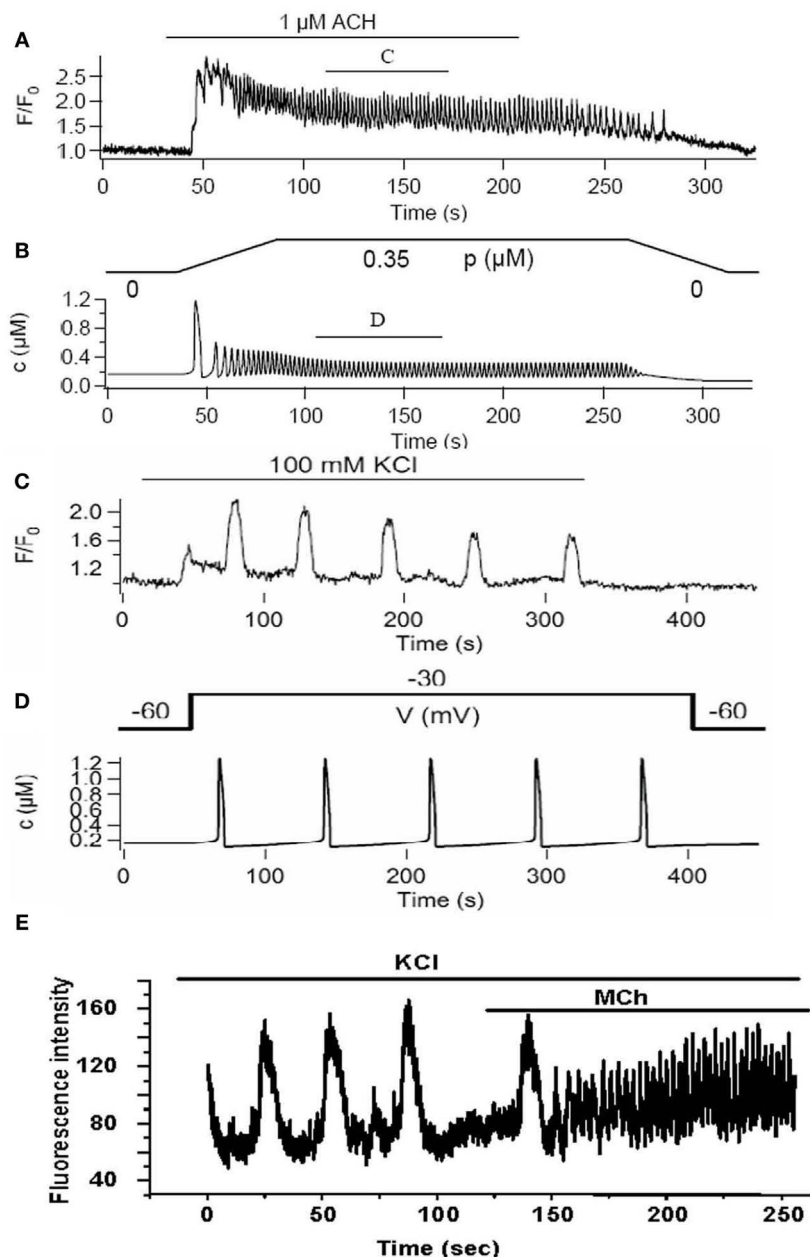 A
1 µM ACH
C
F/F0
2.5
2.0
1.5
1.0
0 50 100 150 200 250 300
Time (s)
B
0 0.35 p (µM) 0
D
c (µM)
1.2
0.8
0.4
0.0
0 50 100 150 200 250 300
Time (s)
C
100 mM KCl
F/F0
2.0
1.6
1.2
0 100 200 300 400
Time (s)
D
-60 -30 -60
V (mV)
c (µM)
1.2
1.0
0.8
0.6
0.4
0.2
0 100 200 300 400
Time (s)
E
KCl
MCh
Fluorescence intensity
160
120
80
40
0 50 100 150 200 250
Time (sec)